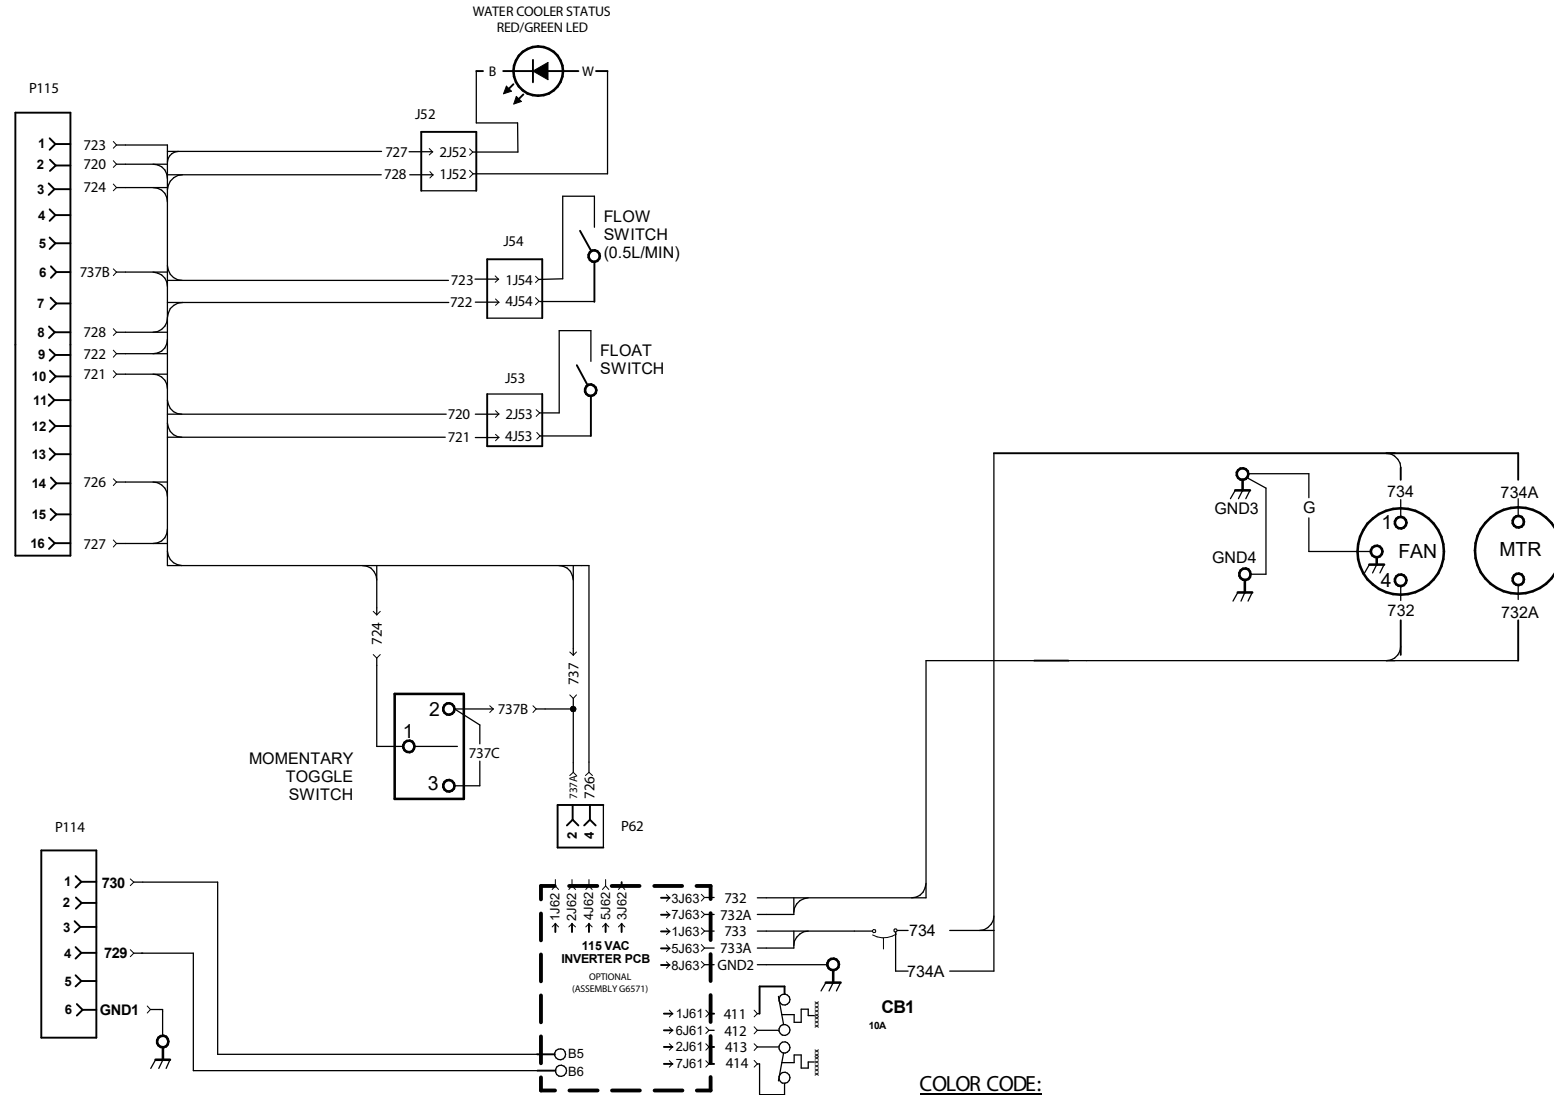 WATER COOLER STATUS
RED/GREEN LED
B
W
P115
J52
1
723
2
720
3
724
4
5
6
737B
7
8
728
9
722
10
721
11
12
13
14
726
15
16
727
727
2J52
728
1J52
FLOW
SWITCH
(0.5L/MIN)
J54
723
1J54
722
4J54
FLOAT
SWITCH
J53
720
2J53
721
4J53
724
737
2
737B
1
737C
3
MOMENTARY
TOGGLE
SWITCH
737A
726
2
4
P62
GND3
G
GND4
734
1
FAN
4
732
734A
MTR
732A
P114
1
730
2
3
4
729
5
6
GND1
1J62
2J62
4J62
5J62
3J62
115 VAC
INVERTER PCB
OPTIONAL
(ASSEMBLY G6571)
3J63
732
7J63
732A
1J63
733
5J63
733A
8J63
GND2
734
734A
CB1
10A
1J61
411
6J61
412
2J61
413
7J61
414
B5
B6
COLOR CODE: